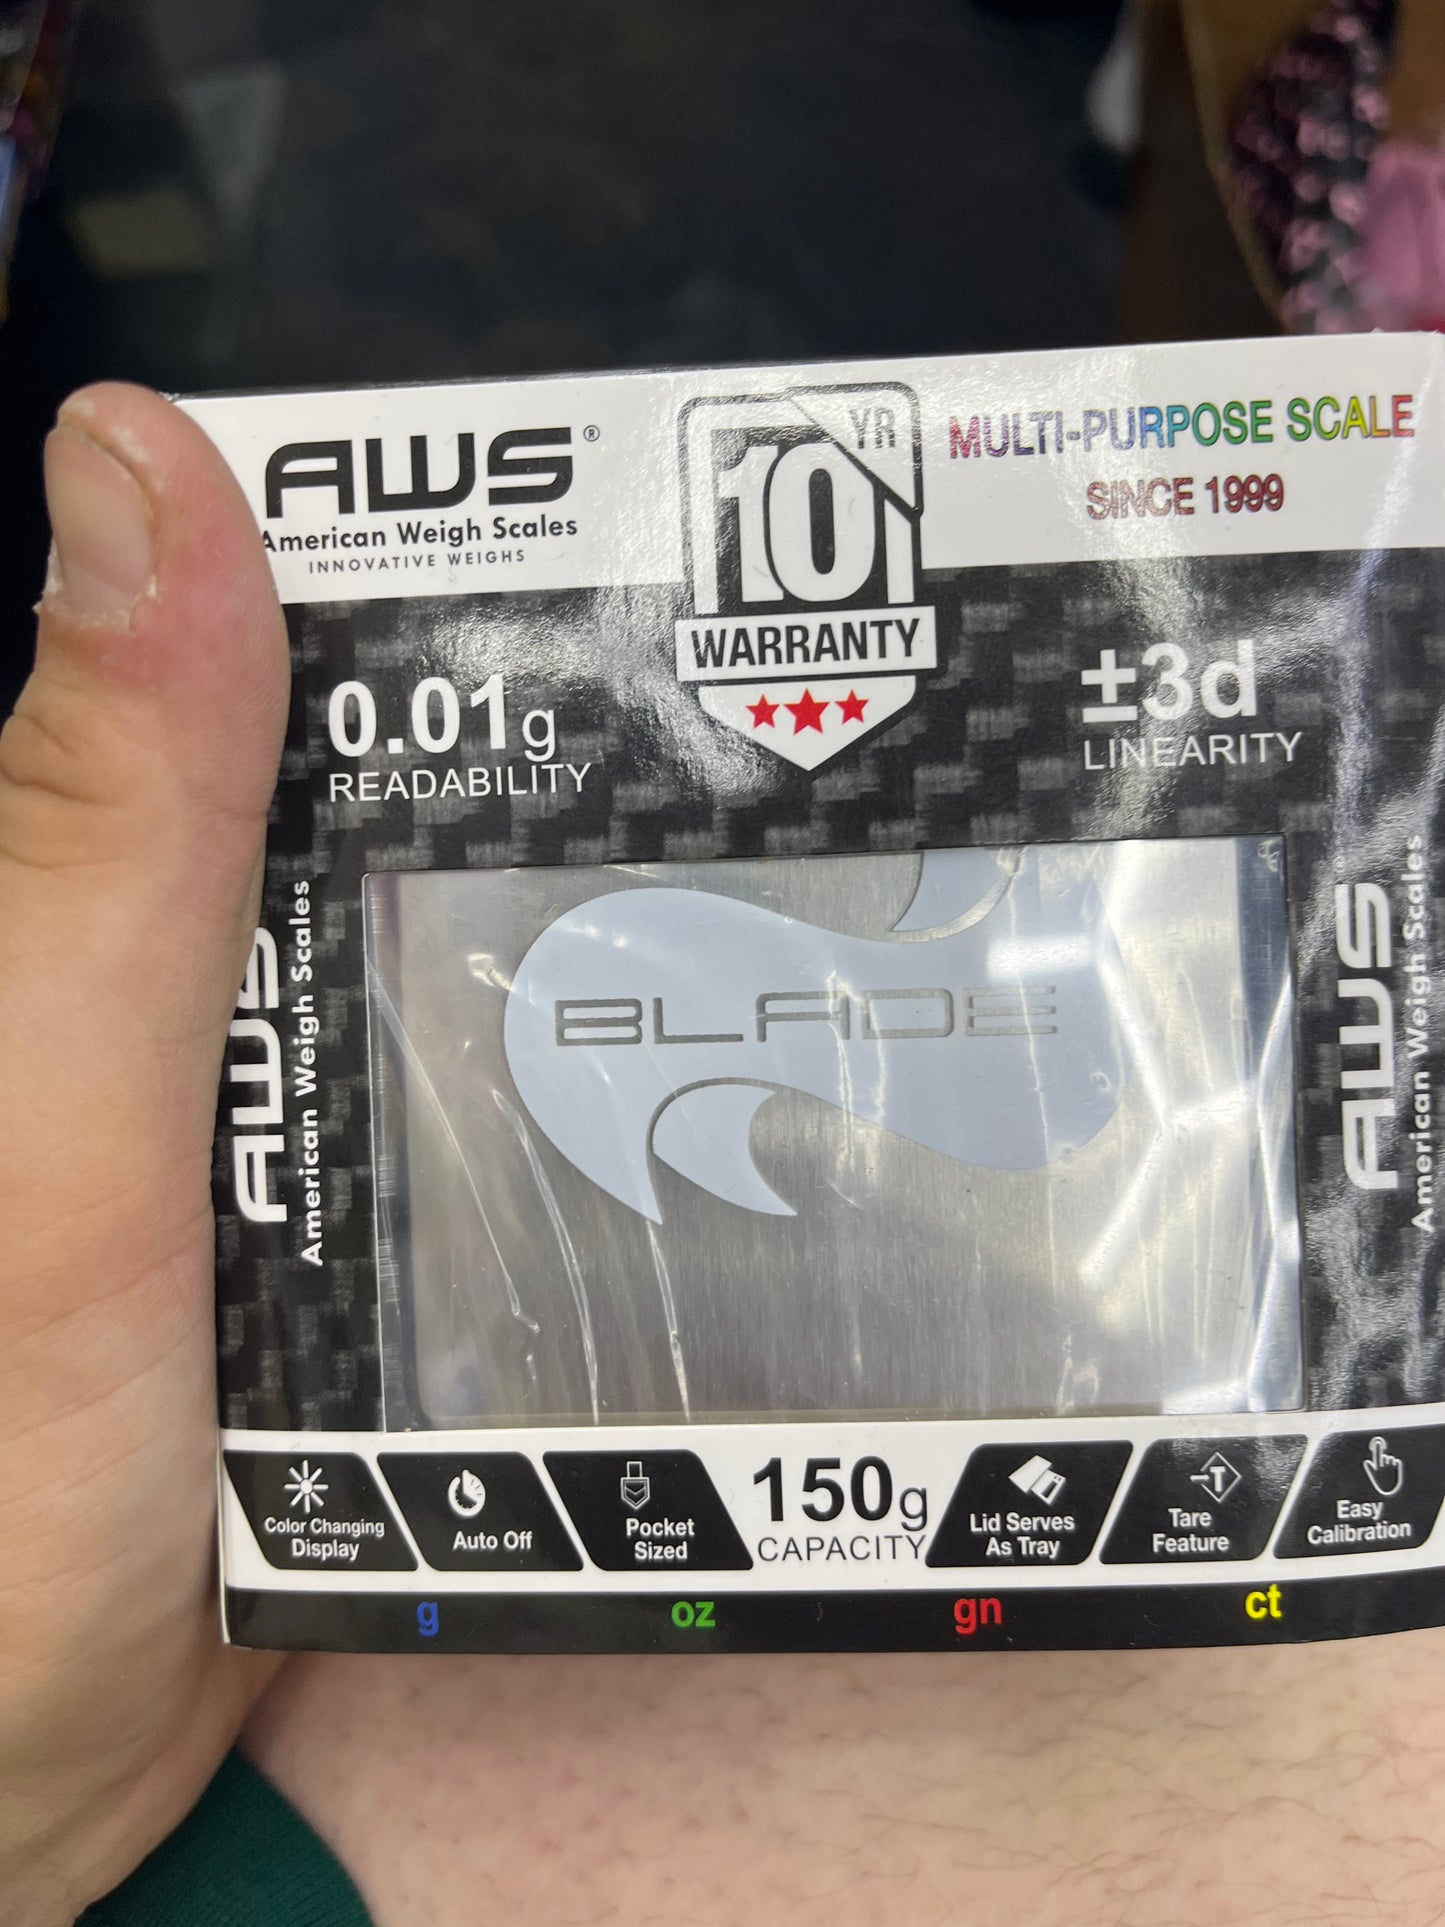 AWS®
American Weigh Scales
INNOVATIVE WEIGHS
10 YR
WARRANTY
MULTI-PURPOSE SCALE
SINCE 1999
0.01g
READABILITY
±3d
LINEARITY
AWS
American Weigh Scales
BLADE
AWS®
American Weigh Scales
Color Changing
Display
Auto Off
Pocket
Sized
150g
CAPACITY
Lid Serves
As Tray
T
Tare
Feature
Easy
Calibration
g oz gn ct